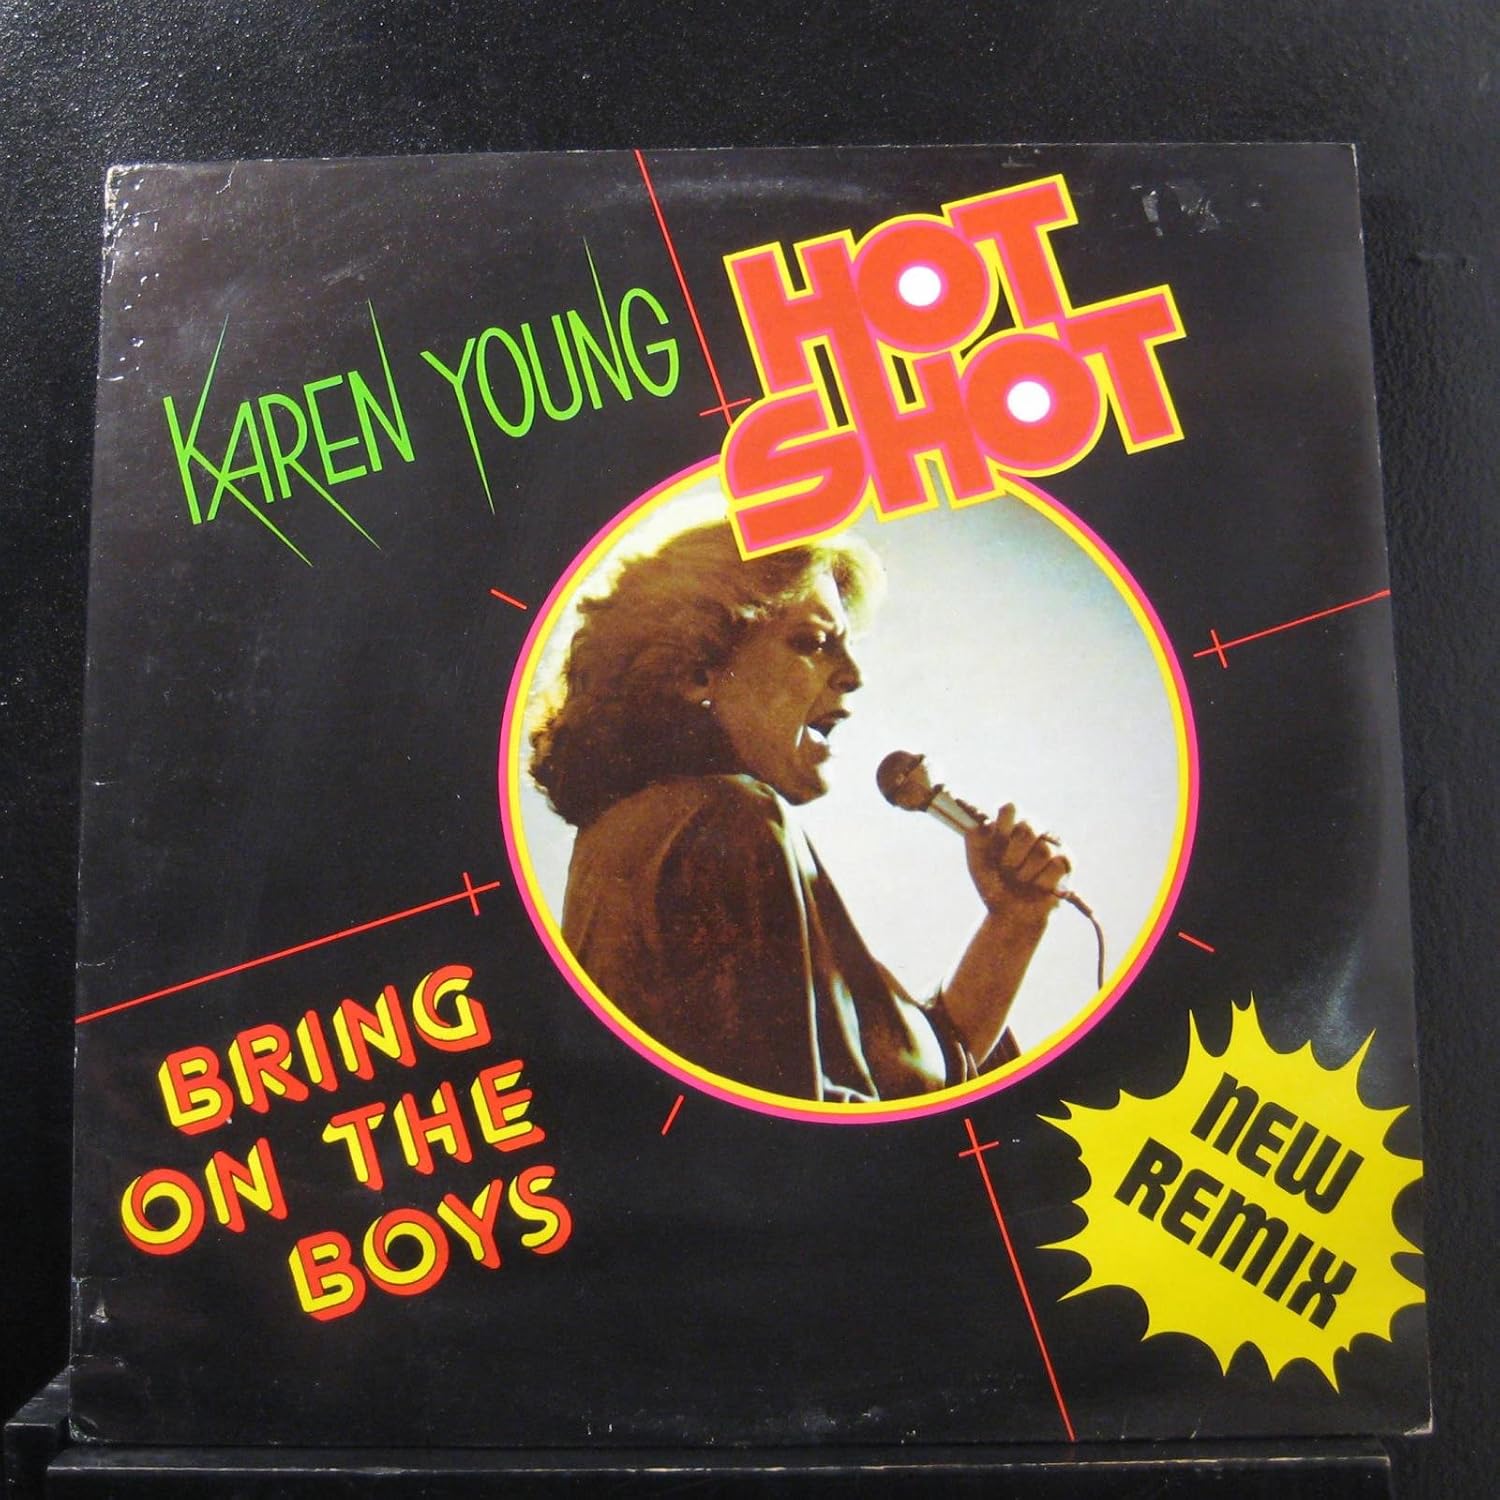 KAREN YOUNG
HOT
SHOT
BRING
ON THE
BOYS
NEW
REMIX